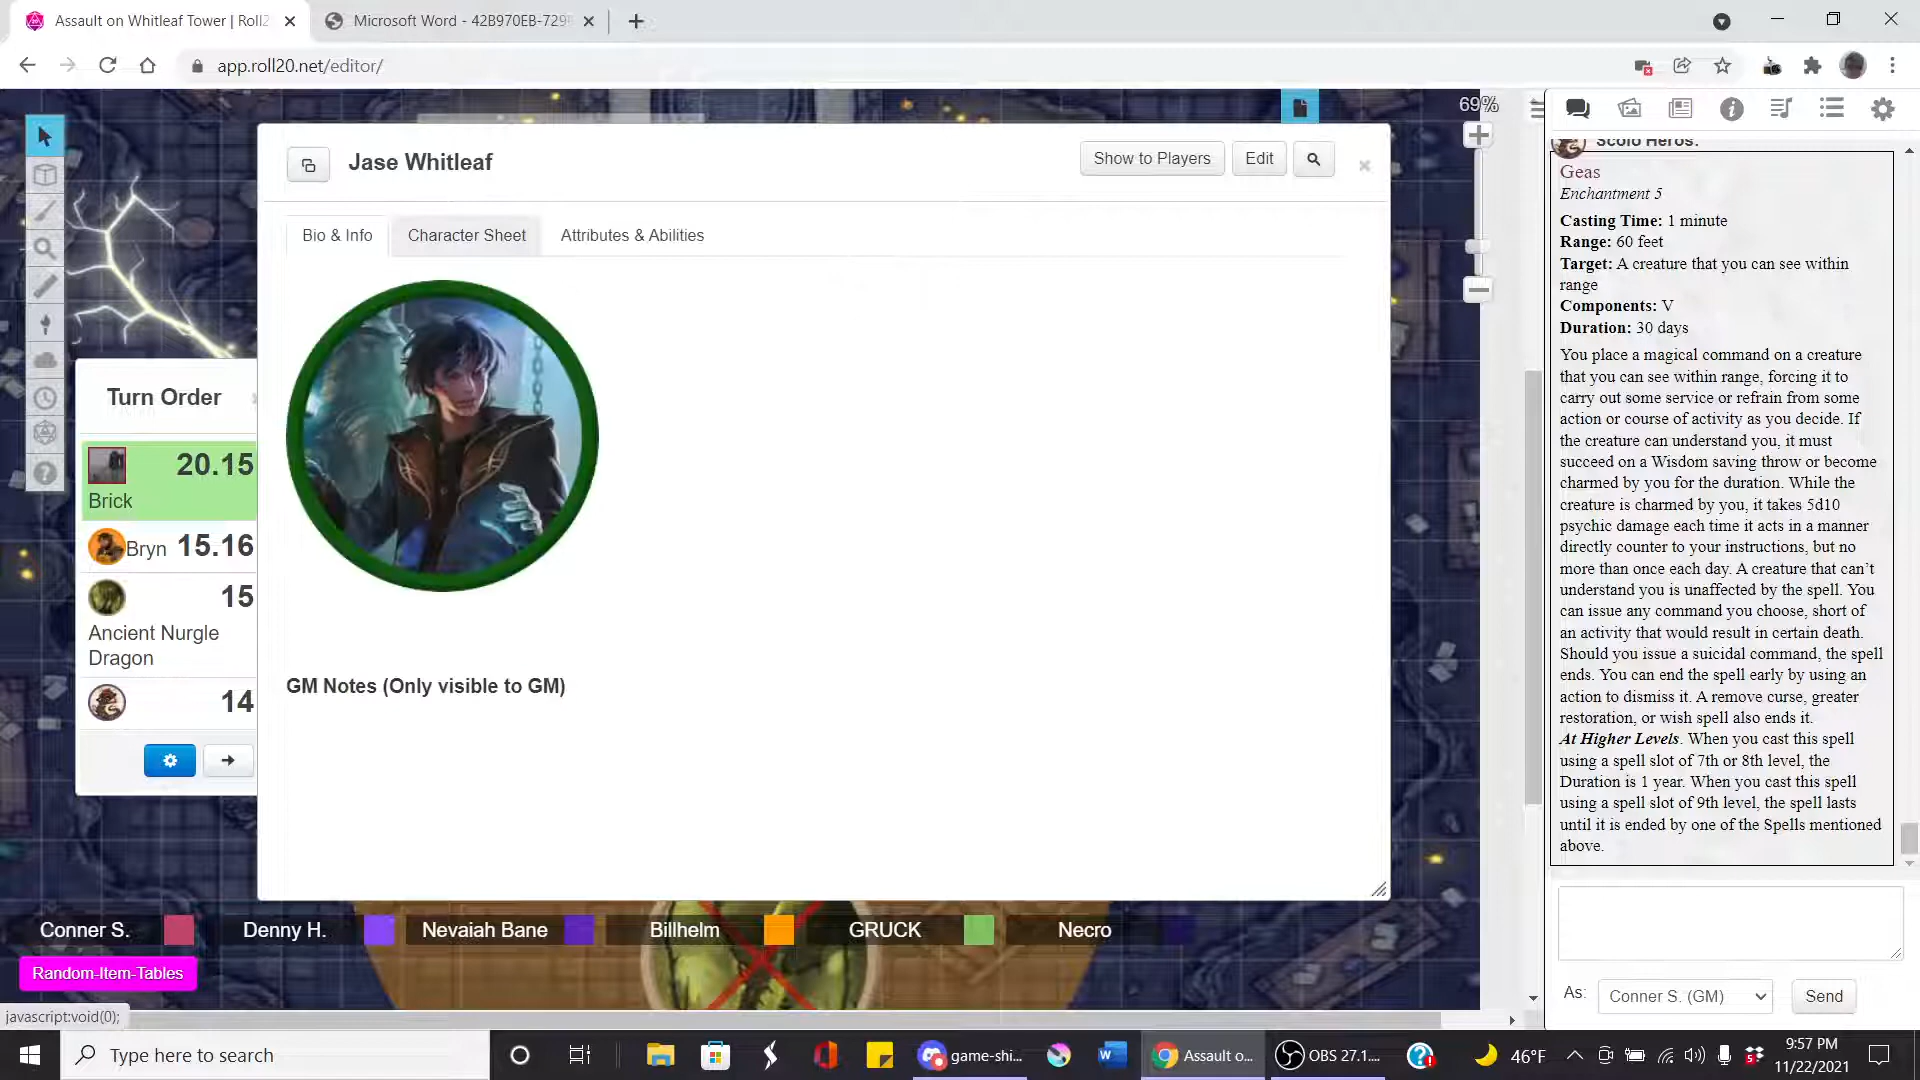 Assault on Whitleaf Tower | Roll2
Microsoft Word - 42B970EB-729
app.roll20.net/editor/
69%
Jase Whitleaf
Show to Players
Edit
Bio & Info
Character Sheet
Attributes & Abilities
GM Notes (Only visible to GM)
Turn Order
20.15
Brick
Bryn 15.16
15
Ancient Nurgle
Dragon
14
Scolo Heros:
Geas
Enchantment 5
Casting Time: 1 minute
Range: 60 feet
Target: A creature that you can see within
range
Components: V
Duration: 30 days
You place a magical command on a creature
that you can see within range, forcing it to
carry out some service or refrain from some
action or course of activity as you decide. If
the creature can understand you, it must
succeed on a Wisdom saving throw or become
charmed by you for the duration. While the
creature is charmed by you, it takes 5d10
psychic damage each time it acts in a manner
directly counter to your instructions, but no
more than once each day. A creature that can't
understand you is unaffected by the spell. You
can issue any command you choose, short of
an activity that would result in certain death.
Should you issue a suicidal command, the spell
ends. You can end the spell early by using an
action to dismiss it. A remove curse, greater
restoration, or wish spell also ends it.
At Higher Levels. When you cast this spell
using a spell slot of 7th or 8th level, the
Duration is 1 year. When you cast this spell
using a spell slot of 9th level, the spell lasts
until it is ended by one of the Spells mentioned
above.
As:
Conner S. (GM)
Send
Conner S.
Denny H.
Nevaiah Bane
Billhelm
GRUCK
Necro
Random-Item-Tables
javascript:void(0);
Type here to search
game-shi...
Assault o...
OBS 27.1....
46°F
9:57 PM
11/22/2021